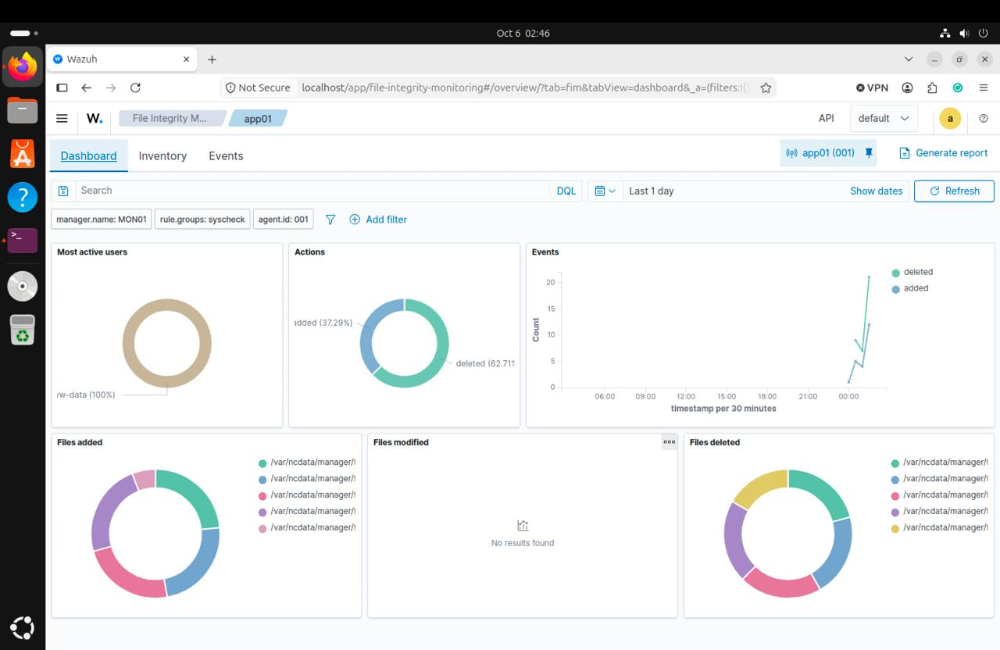 Oct 6 02:46
Wazuh
Not Secure
localhost/app/file-integrity-monitoring#/overview/?tab=fim&tabView=dashboard&_a=(filters:!()
VPN
W.
File Integrity M...
app01
API
default
a
Dashboard
Inventory
Events
app01 (001)
Generate report
Search
DQL
Last 1 day
Show dates
Refresh
manager.name: MON01
rule.groups: syscheck
agent.id: 001
Add filter
Most active users
w-data (100%)
Actions
added (37.29%)
deleted (62.71%
Events
deleted
added
Count
20
15
10
5
0
06:00
09:00
12:00
15:00
18:00
21:00
00:00
timestamp per 30 minutes
Files added
/var/ncdata/manager/f
/var/ncdata/manager/f
/var/ncdata/manager/f
/var/ncdata/manager/f
/var/ncdata/manager/f
Files modified
No results found
Files deleted
/var/ncdata/manager/f
/var/ncdata/manager/f
/var/ncdata/manager/f
/var/ncdata/manager/f
/var/ncdata/manager/f